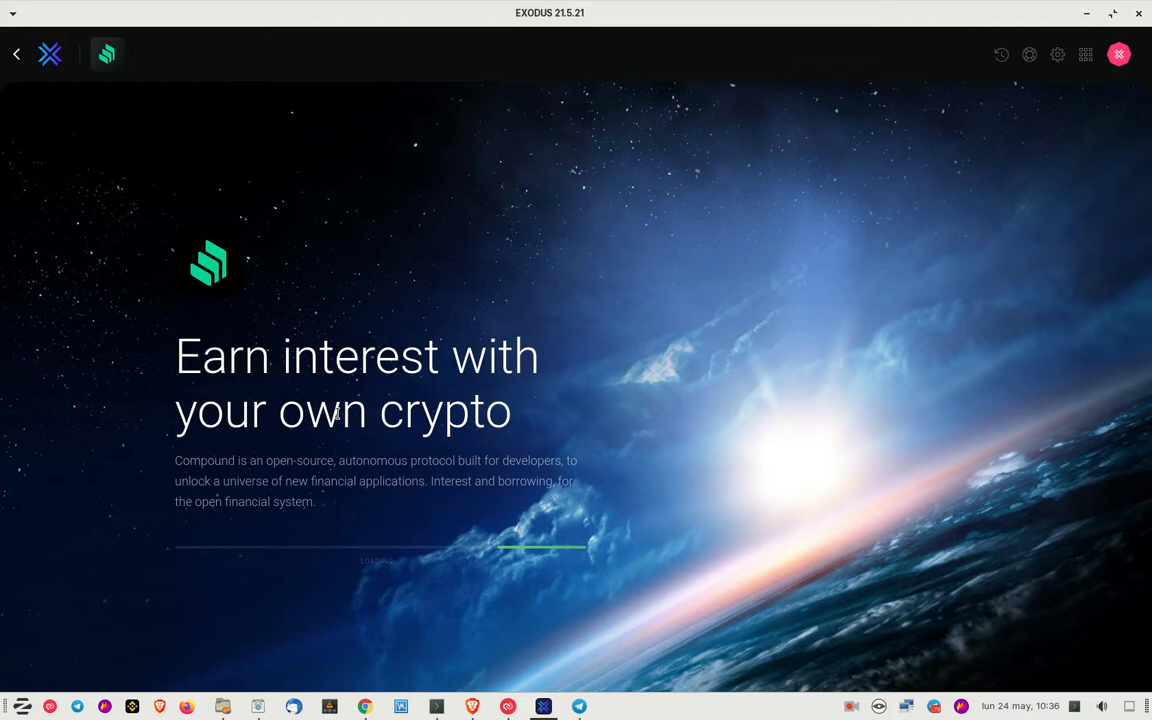 EXODUS 21.5.21
Earn interest with
your own crypto
Compound is an open-source, autonomous protocol built for developers, to
unlock a universe of new financial applications. Interest and borrowing, for
the open financial system.
LOADING
lun 24 may, 10:36